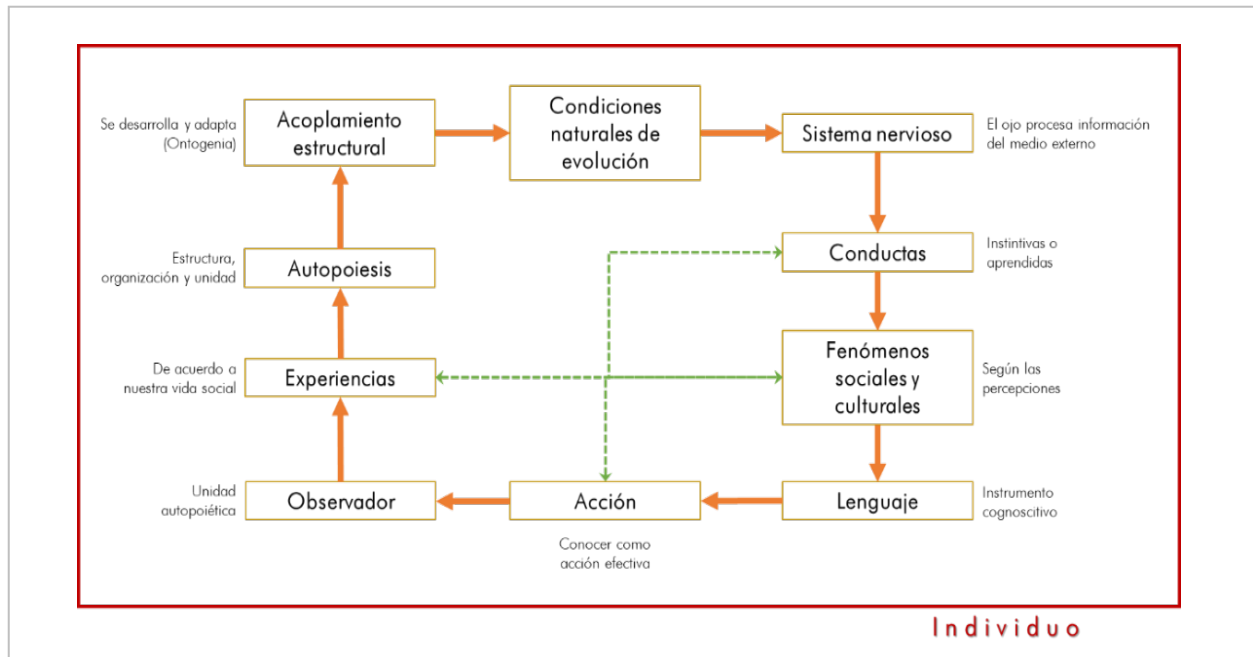 Se desarrolla y adapta
(Ontogenia)
Acoplamiento
estructural
Condiciones
naturales de
evolución
Sistema nervioso
El ojo procesa información
del medio externo
Estructura,
organización y unidad
Autopoiesis
Conductas
Instintivas o
aprendidas
De acuerdo a
nuestra vida social
Experiencias
Fenómenos
sociales y
culturales
Según las
percepciones
Unidad
autopoiética
Observador
Acción
Lenguaje
Instrumento
cognoscitivo
Conocer como
acción efectiva
Individuo